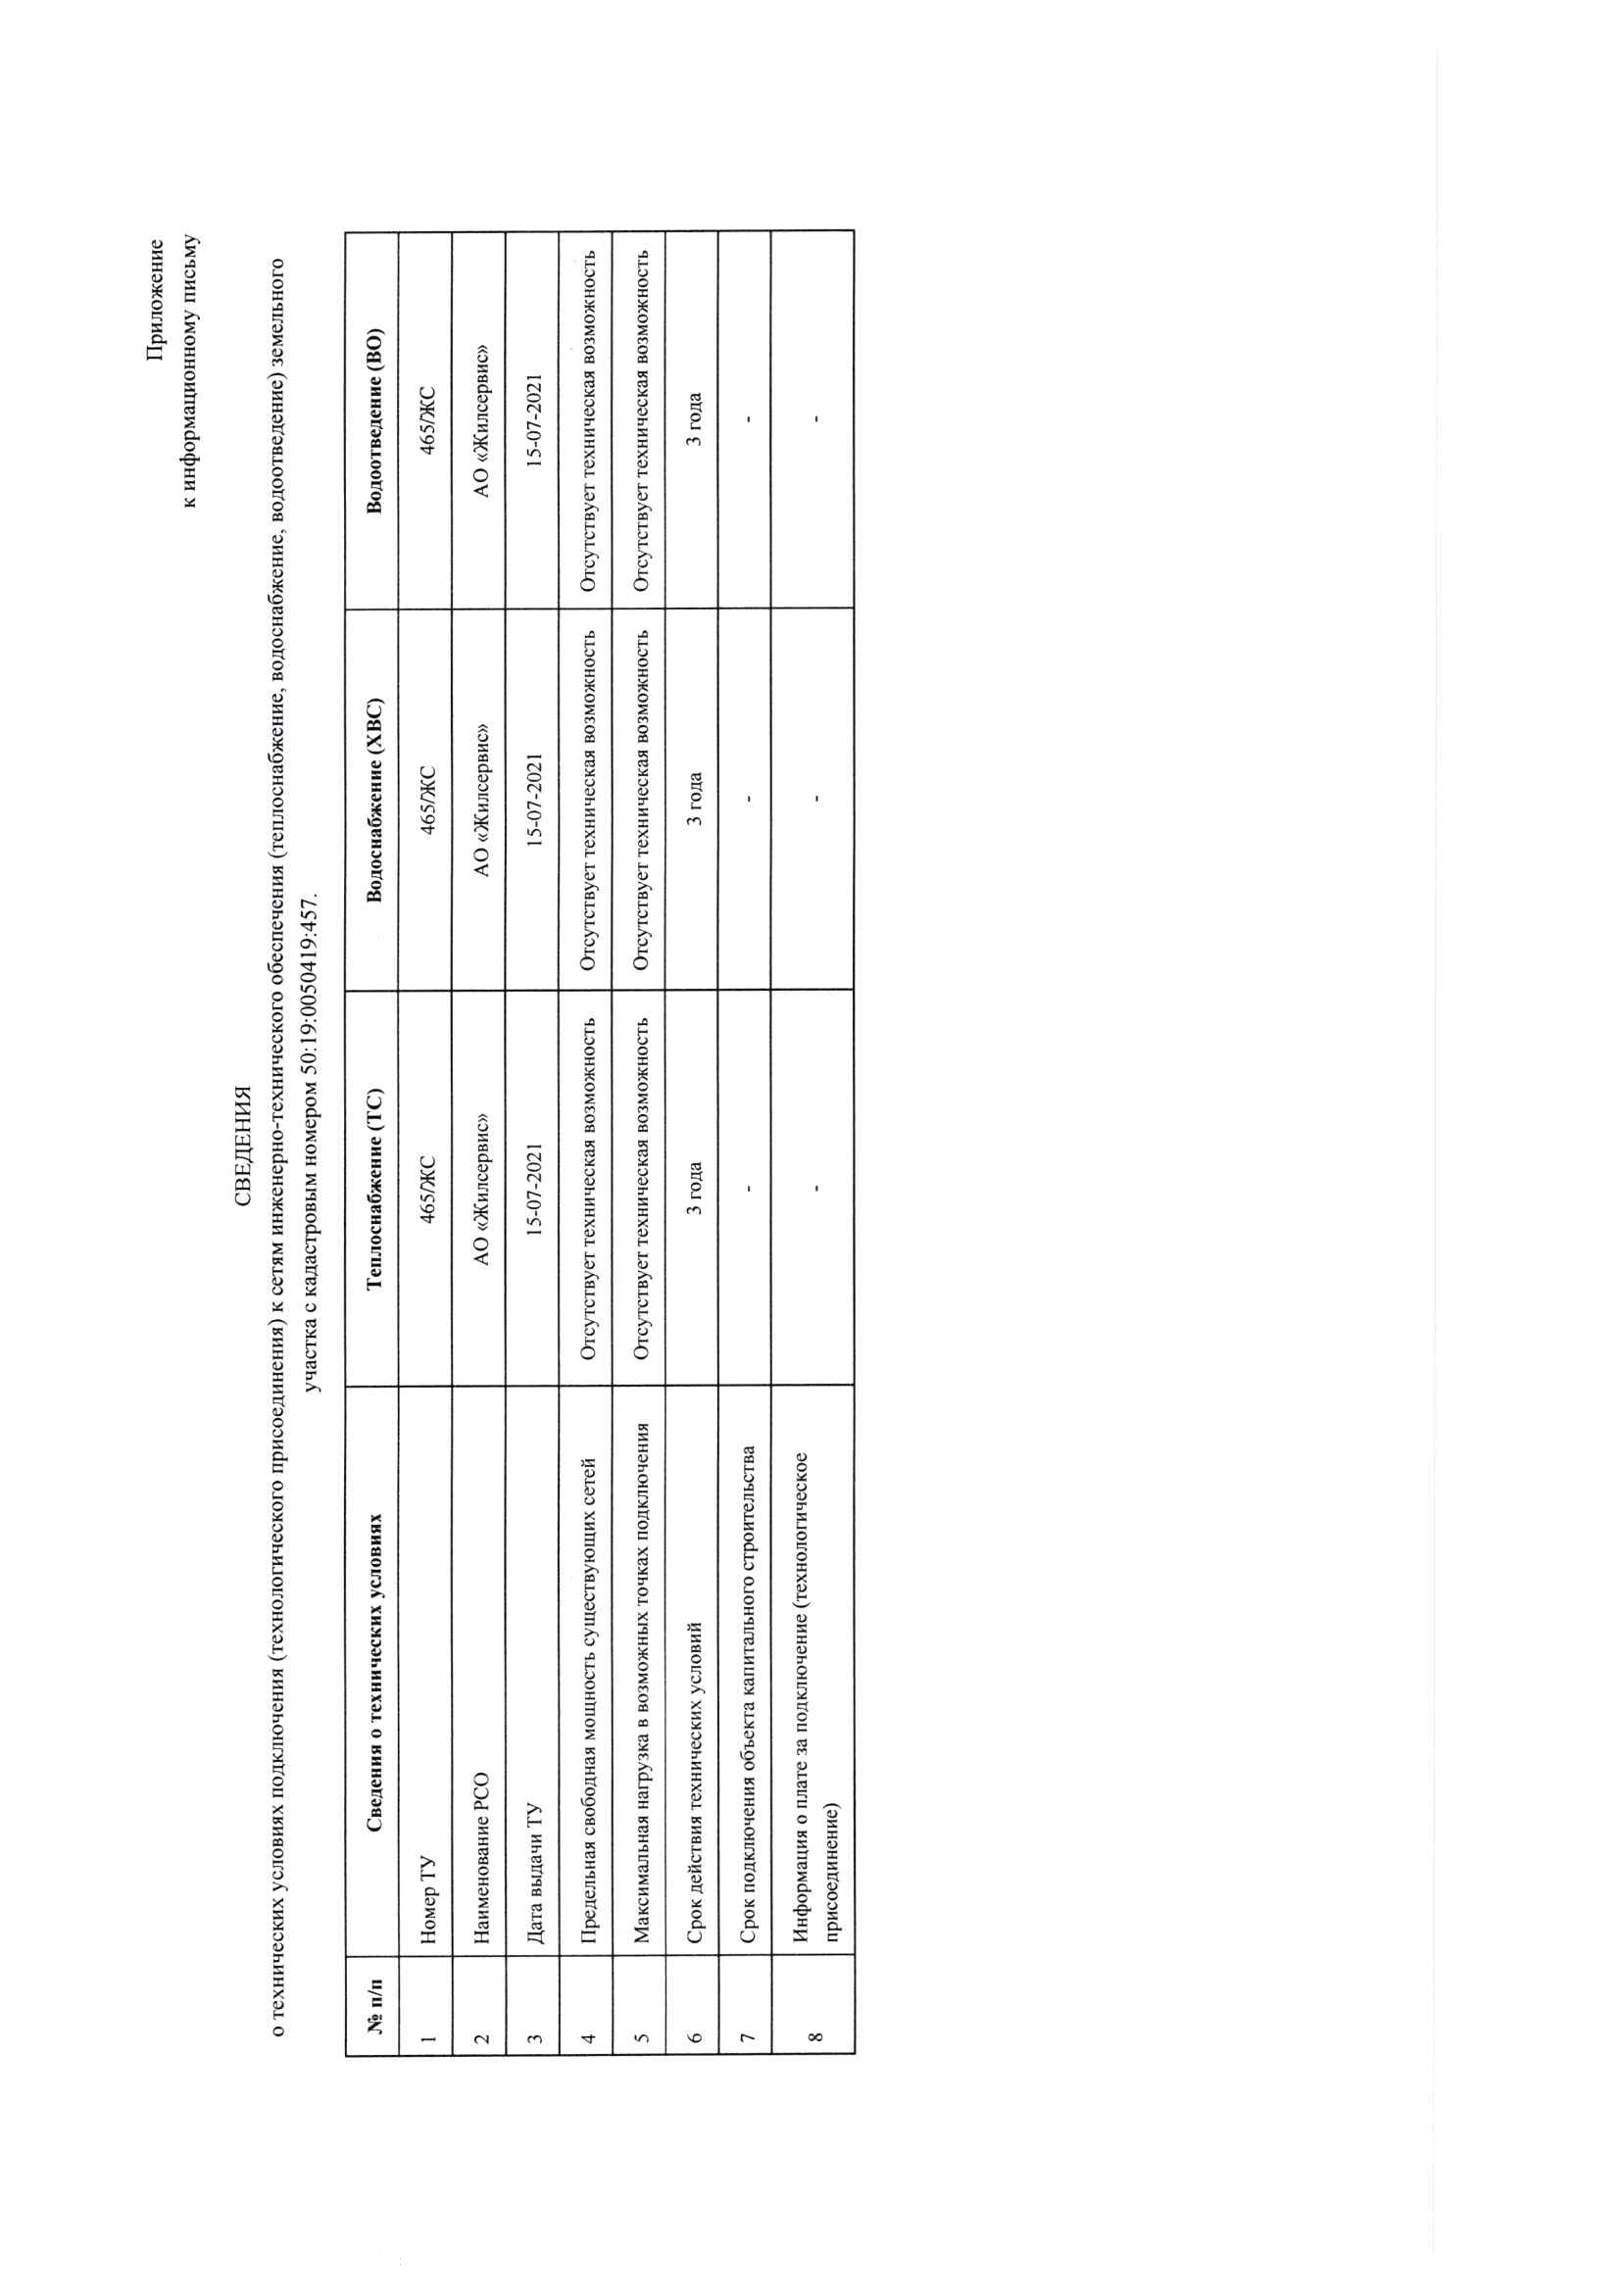 Приложение
к информационному письму
СВЕДЕНИЯ
о технических условиях подключения (технологического присоединения) к сетям инженерно-технического обеспечения (теплоснабжение, водоснабжение, водоотведение) земельного
участка с кадастровым номером 50:19:0050419:457.
№ п/п Сведения о технических условиях Теплоснабжение (ТС) Водоснабжение (ХВС) Водоотведение (ВО)
1 Номер ТУ 465/ЖС 465/ЖС 465/ЖС
2 Наименование РСО АО «Жилсервис» АО «Жилсервис» АО «Жилсервис»
3 Дата выдачи ТУ 15-07-2021 15-07-2021 15-07-2021
4 Предельная свободная мощность существующих сетей Отсутствует техническая возможность Отсутствует техническая возможность Отсутствует техническая возможность
5 Максимальная нагрузка в возможных точках подключения Отсутствует техническая возможность Отсутствует техническая возможность Отсутствует техническая возможность
6 Срок действия технических условий 3 года 3 года 3 года
7 Срок подключения объекта капитального строительства - - -
8 Информация о плате за подключение (технологическое
присоединение) - - -